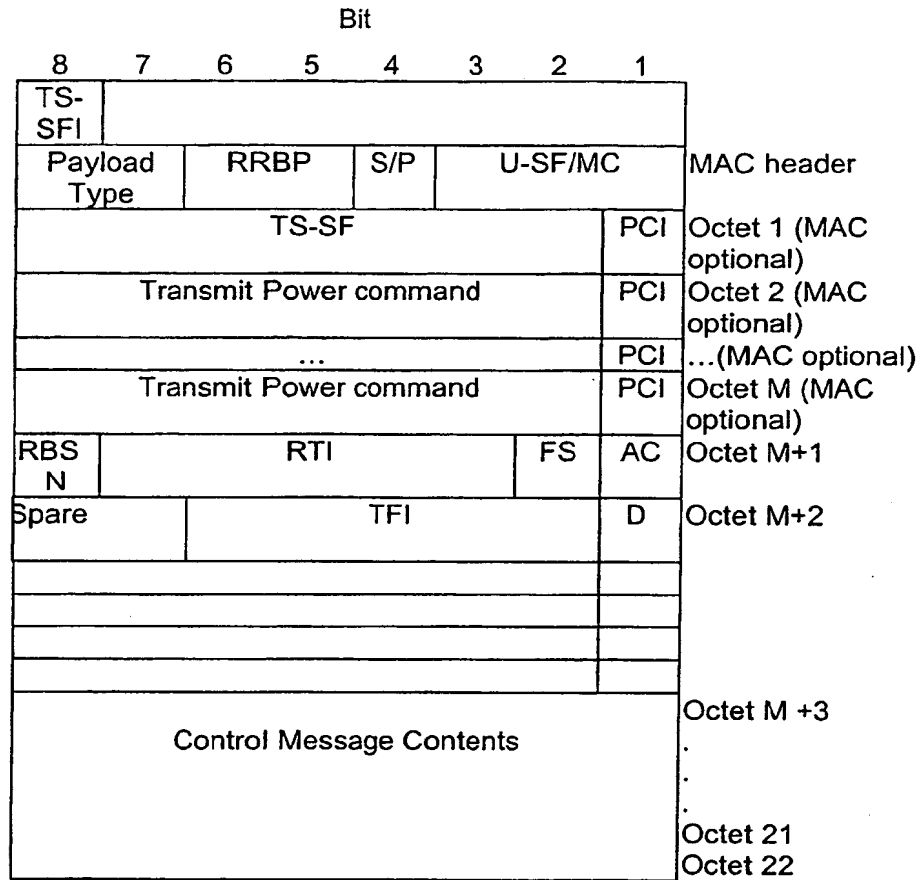 Bit
8 7 6 5 4 3 2 1
TS-
SFI
Payload RRBP S/P U-SF/MC MAC header
Type
TS-SF PCI Octet 1 (MAC
optional)
Transmit Power command PCI Octet 2 (MAC
optional)
... PCI ...(MAC optional)
Transmit Power command PCI Octet M (MAC
optional)
RBS RTI FS AC Octet M+1
N
Spare TFI D Octet M+2
Octet M +3
Control Message Contents
.
.
.
Octet 21
Octet 22